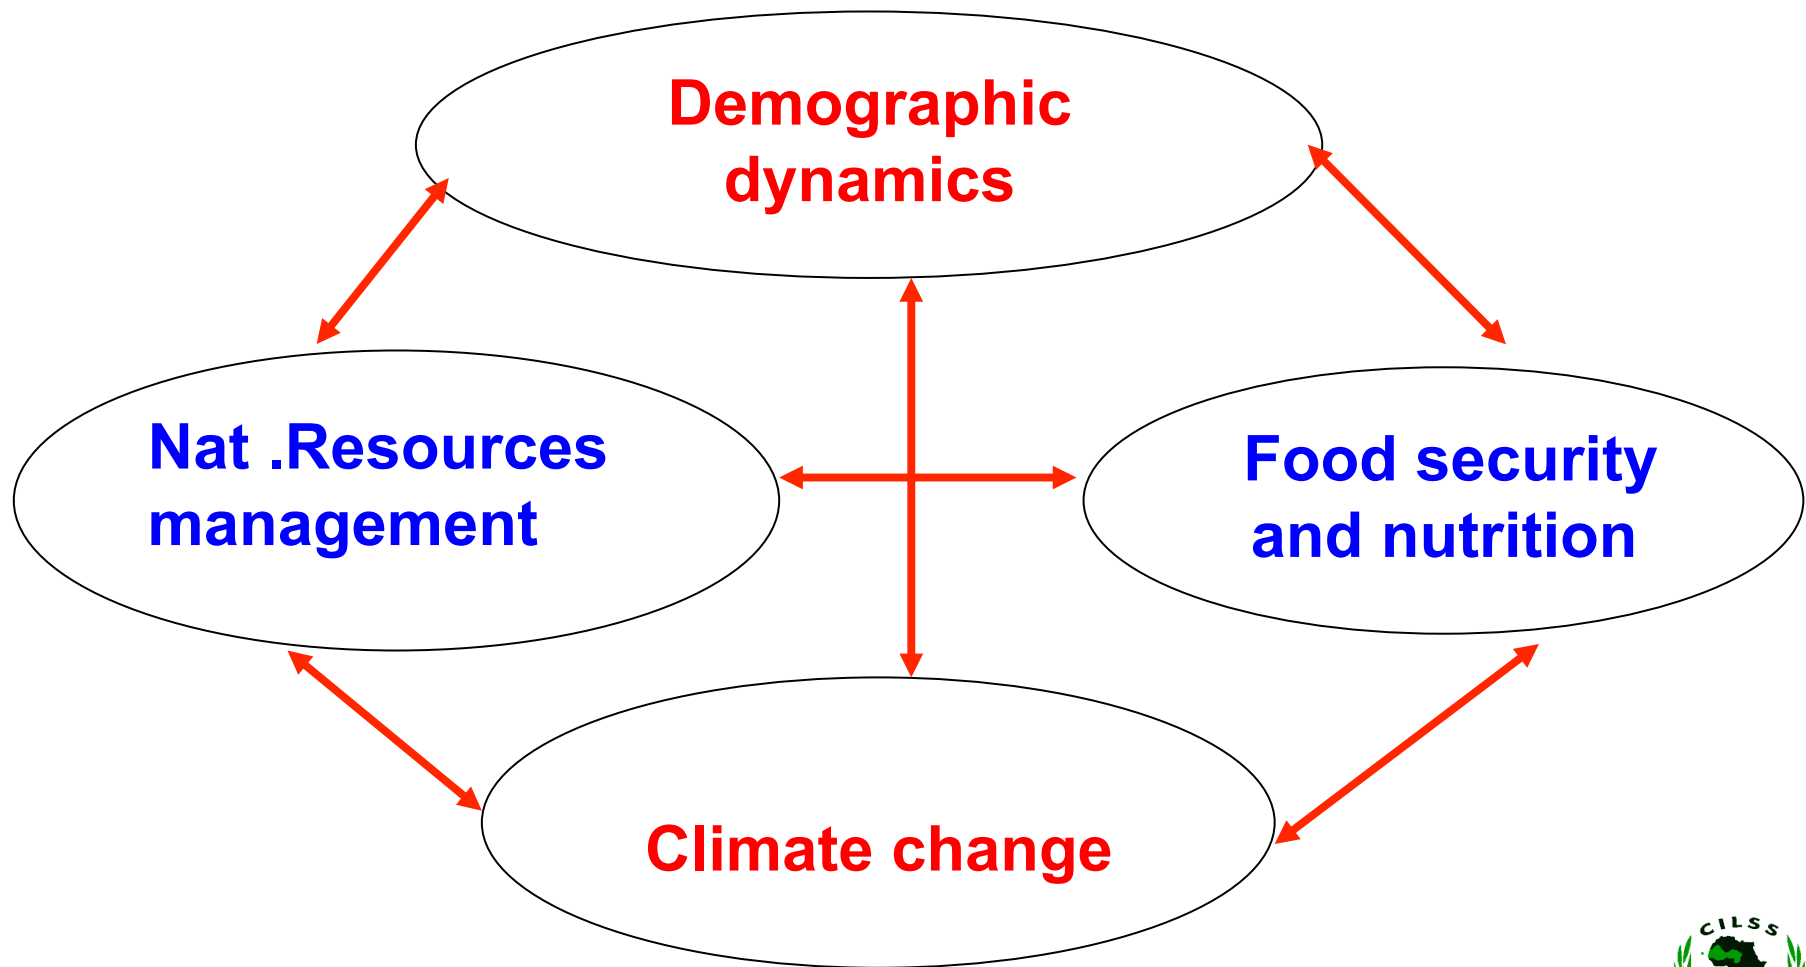 Demographic
dynamics
Nat .Resources
management
Food security
and nutrition
Climate change
CILSS